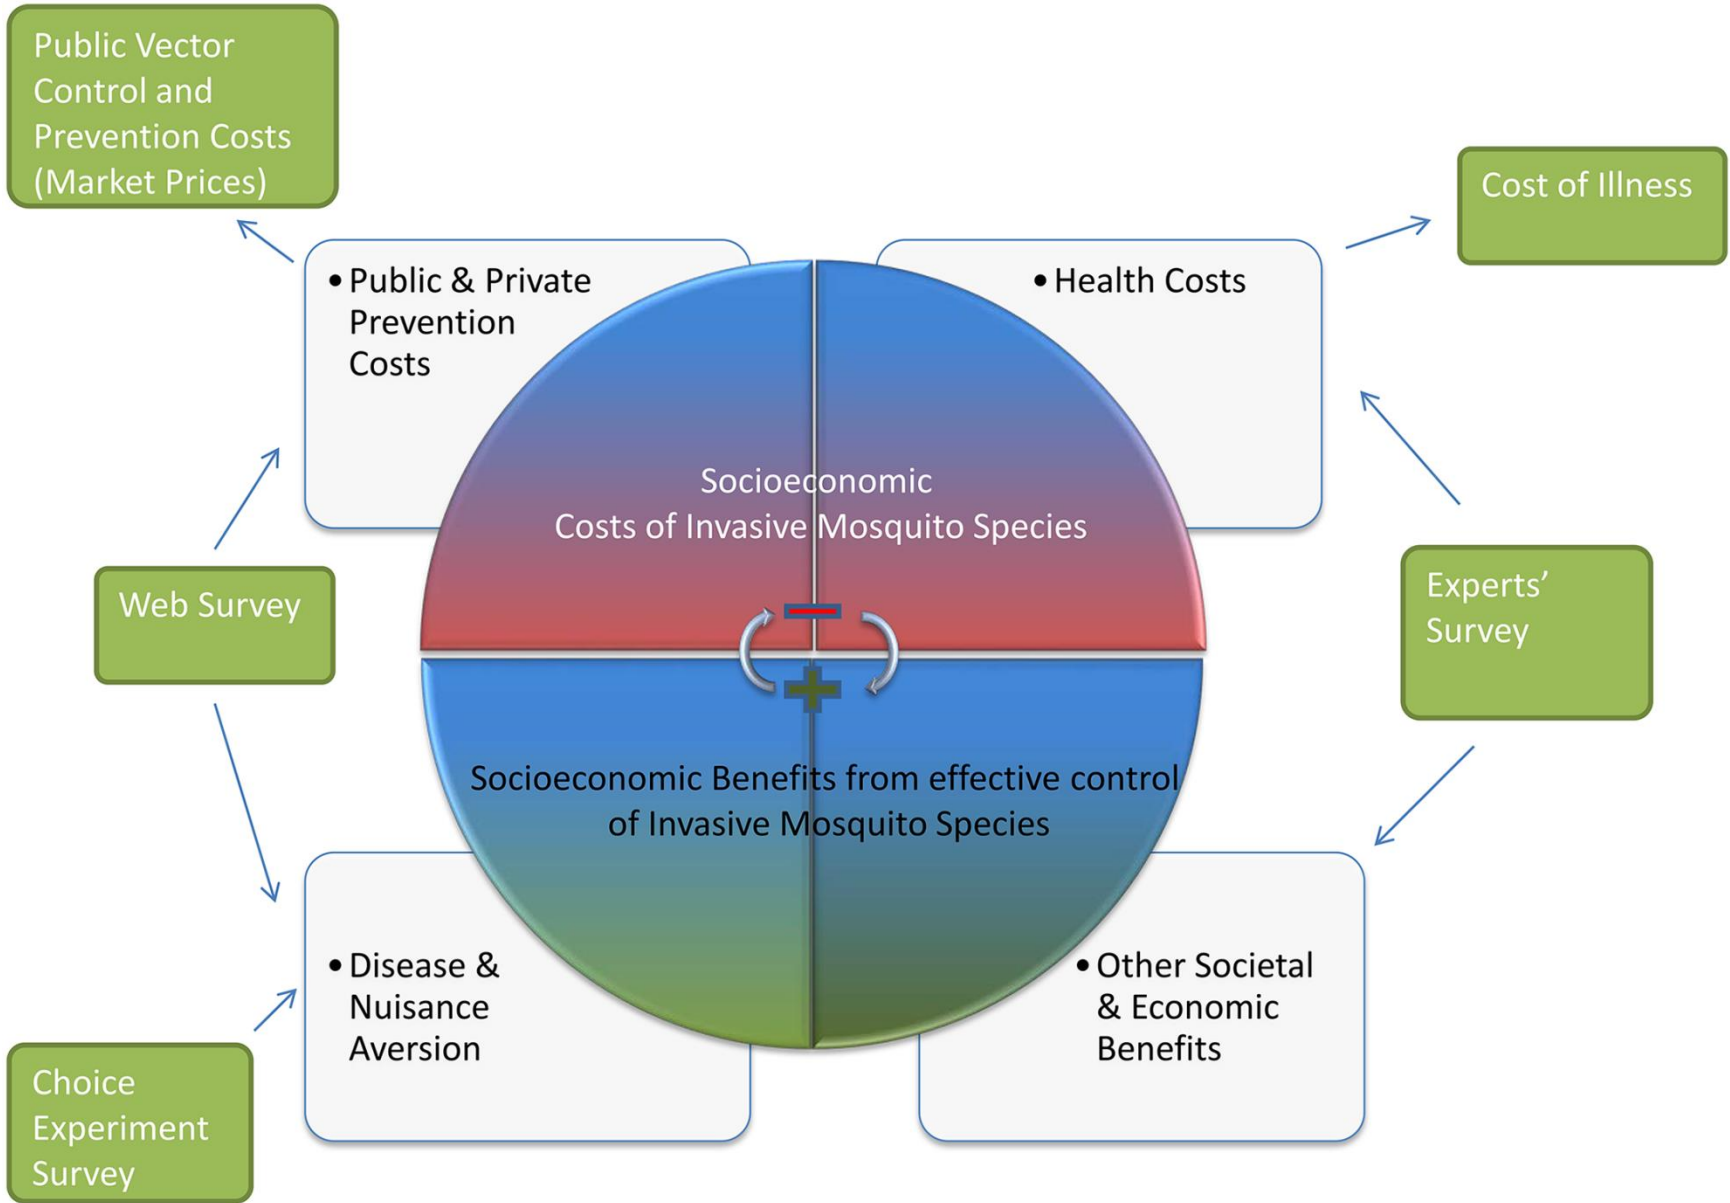 Public Vector
Control and
Prevention Costs
(Market Prices)
Cost of Illness
•Public & Private
Prevention
Costs
•Health Costs
Socioeconomic
Costs of Invasive Mosquito Species
Web Survey
Experts’
Survey
Socioeconomic Benefits from effective control
of Invasive Mosquito Species
•Disease &
Nuisance
Aversion
•Other Societal
& Economic
Benefits
Choice
Experiment
Survey